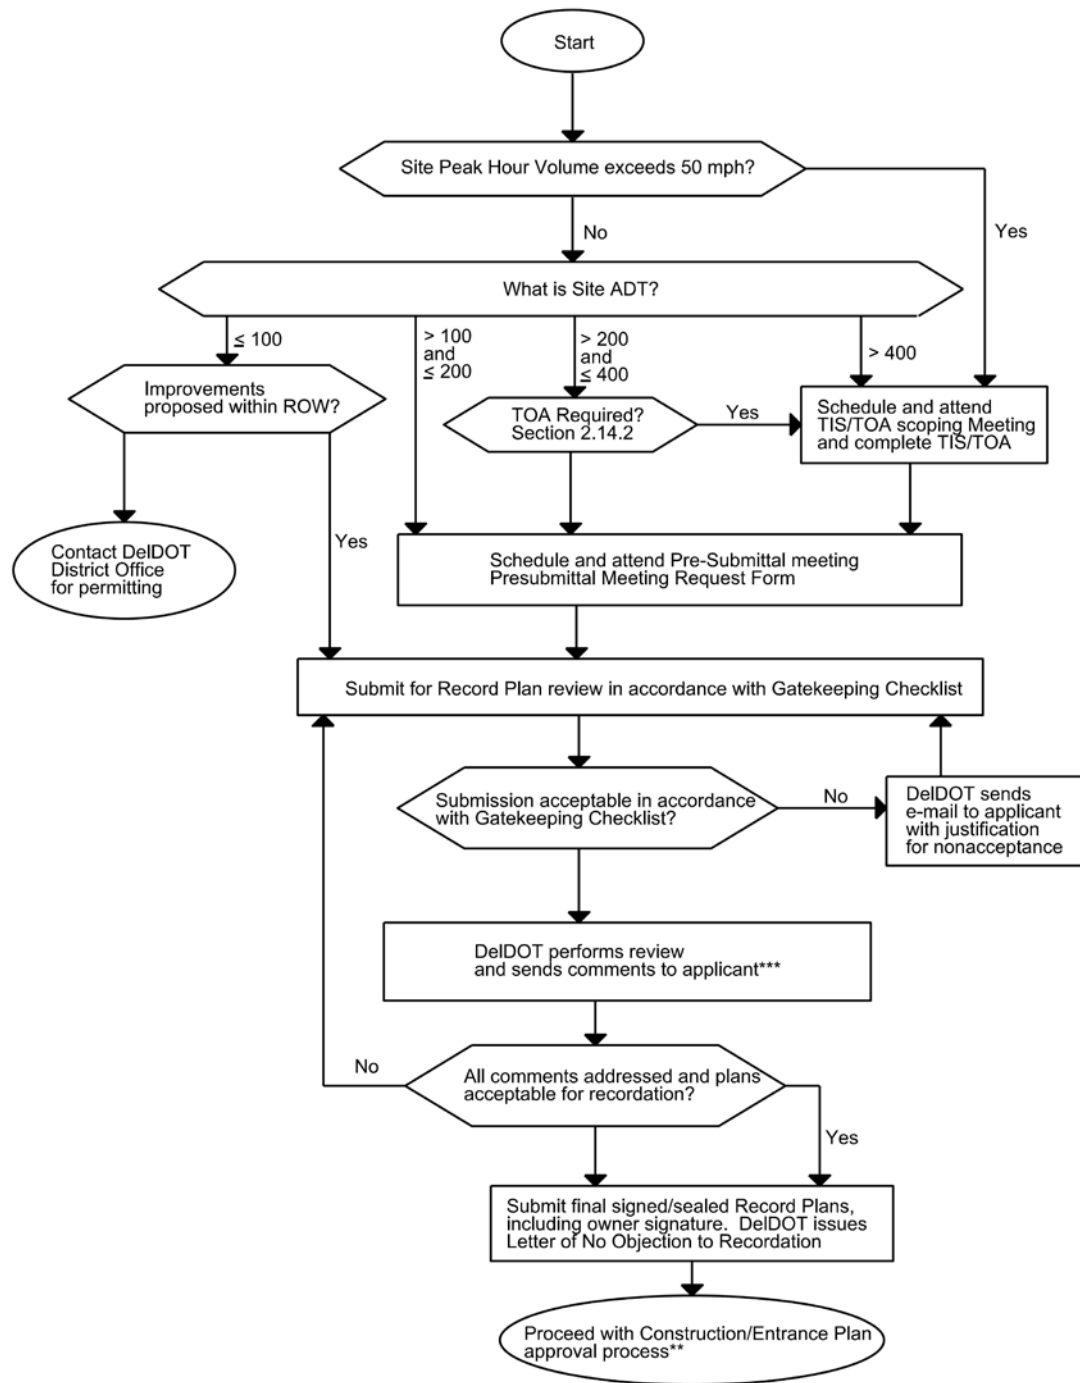 Start
Site Peak Hour Volume exceeds 50 mph?
Yes
No
What is Site ADT?
≤ 100
> 100
and
≤ 200
> 200
and
≤ 400
> 400
Improvements
proposed within ROW?
TOA Required?
Section 2.14.2
Yes
Schedule and attend
TIS/TOA scoping Meeting
and complete TIS/TOA
Contact DelDOT
District Office
for permitting
Yes
Schedule and attend Pre-Submittal meeting
Presubmittal Meeting Request Form
Submit for Record Plan review in accordance with Gatekeeping Checklist
Submission acceptable in accordance
with Gatekeeping Checklist?
No
DelDOT sends
e-mail to applicant
with justification
for nonacceptance
DelDOT performs review
and sends comments to applicant***
No
All comments addressed and plans
acceptable for recordation?
Yes
Submit final signed/sealed Record Plans,
including owner signature.  DelDOT issues
Letter of No Objection to Recordation
Proceed with Construction/Entrance Plan
approval process**